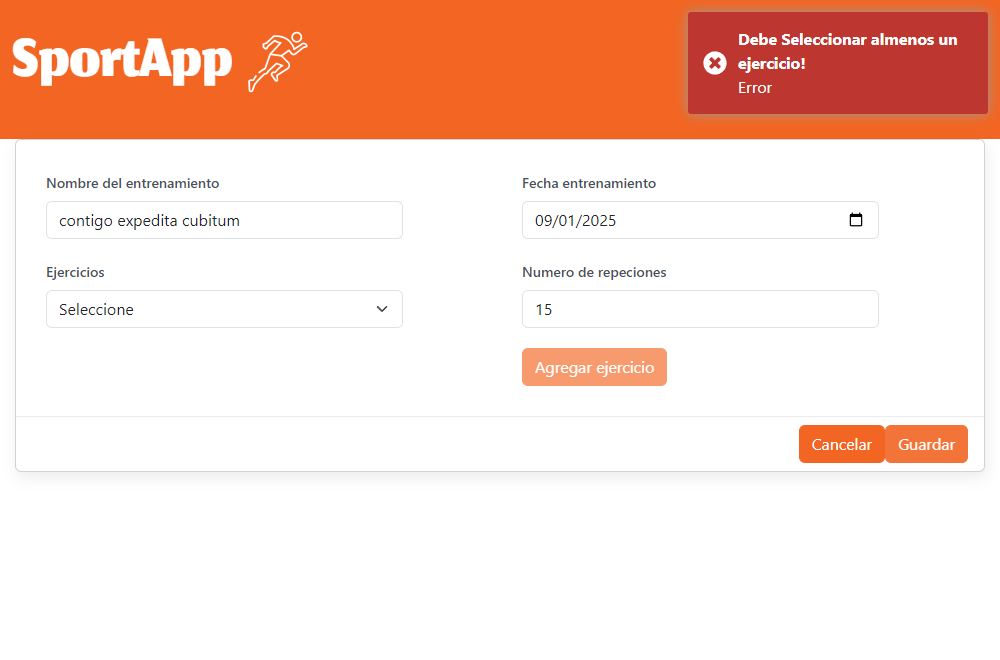 SportApp
Debe Seleccionar almenos un
ejercicio!
Error
Nombre del entrenamiento
Fecha entrenamiento
contigo expedita cubitum
09/01/2025
Ejercicios
Numero de repeciones
Seleccione
15
Agregar ejercicio
Cancelar
Guardar